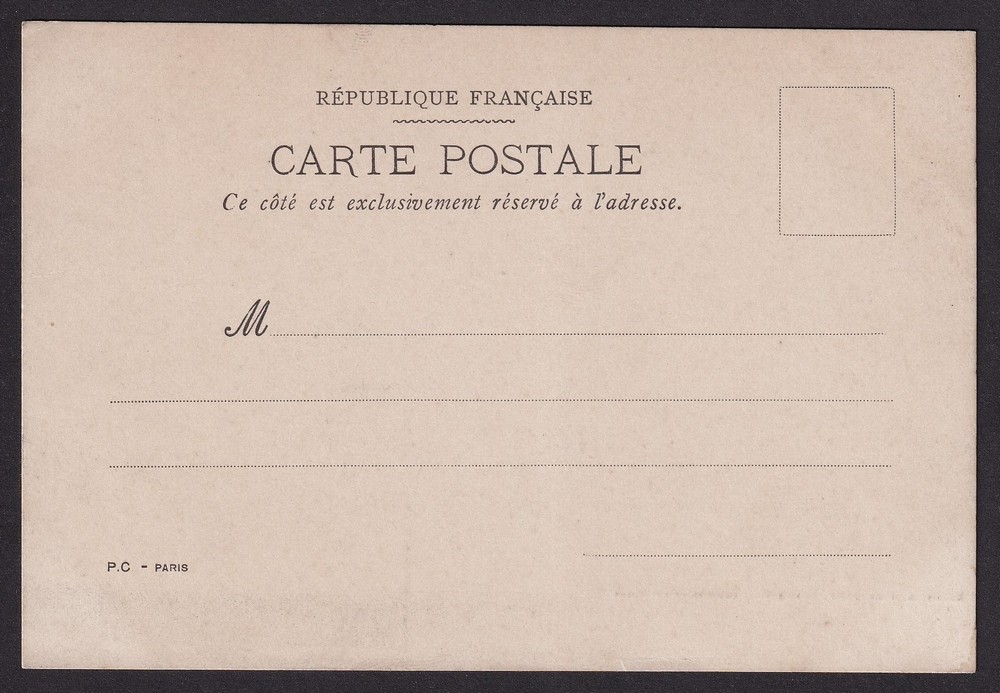 RÉPUBLIQUE FRANÇAISE
CARTE POSTALE
Ce côté est exclusivement réservé à l'adresse.
M
P.C - PARIS